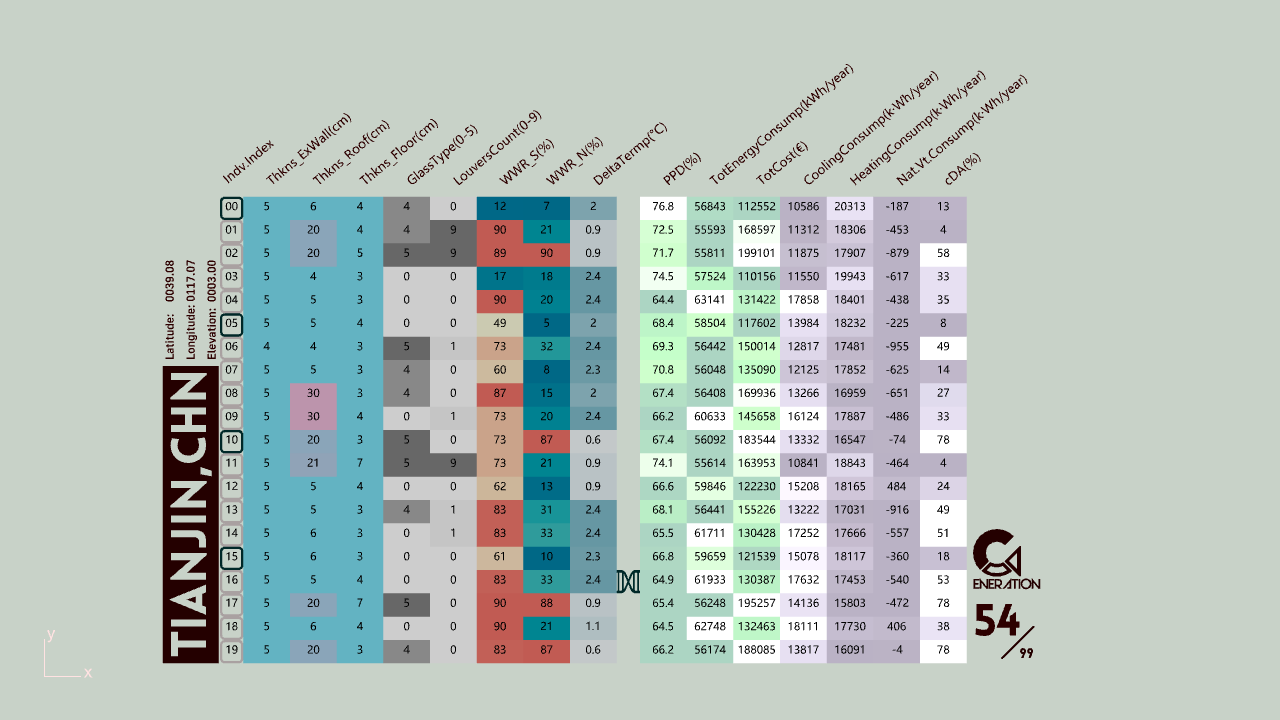 Indv.Index Thkns_ExWall(cm) Thkns_Roof(cm) Thkns_Floor(cm) GlassType(0-5) LouversCount(0-9) WWR_S(%) WWR_N(%) DeltaTermp(°C) PPD(%) TotEnergyConsump(kWh/year) TotCost(€) CoolingConsump(k·Wh/year) HeatingConsump(k·Wh/year) Nat.Vt.Consump(k·Wh/year) cDA(%)
00 5 6 4 4 0 12 7 2 76.8 56843 112552 10586 20313 -187 13
01 5 20 4 4 9 90 21 0.9 72.5 55593 168597 11312 18306 -453 4
02 5 20 5 5 9 89 90 0.9 71.7 55811 199101 11875 17907 -879 58
03 5 4 3 0 0 17 18 2.4 74.5 57524 110156 11550 19943 -617 33
04 5 5 3 0 0 90 20 2.4 64.4 63141 131422 17858 18401 -438 35
05 5 5 4 0 0 49 5 2 68.4 58504 117602 13984 18232 -225 8
06 4 4 3 5 1 73 32 2.4 69.3 56442 150014 12817 17481 -955 49
07 5 5 3 4 0 60 8 2.3 70.8 56048 135090 12125 17852 -625 14
08 5 30 3 4 0 87 15 2 67.4 56408 169936 13266 16959 -651 27
09 5 30 4 0 1 73 20 2.4 66.2 60633 145658 16124 17887 -486 33
10 5 20 3 5 0 73 87 0.6 67.4 56092 183544 13332 16547 -74 78
11 5 21 7 5 9 73 21 0.9 74.1 55614 163953 10841 18843 -464 4
12 5 5 4 0 0 62 13 0.9 66.6 59846 122230 15208 18165 484 24
13 5 5 3 4 1 83 31 2.4 68.1 56441 155226 13222 17031 -916 49
14 5 6 3 0 1 83 33 2.4 65.5 61711 130428 17252 17666 -557 51
15 5 6 3 0 0 61 10 2.3 66.8 59659 121539 15078 18117 -360 18
16 5 5 4 0 0 83 33 2.4 64.9 61933 130387 17632 17453 -540 53
17 5 20 7 5 0 90 88 0.9 65.4 56248 195257 14136 15803 -472 78
18 5 6 4 0 0 90 21 1.1 64.5 62748 132463 18111 17730 406 38
19 5 20 3 4 0 83 87 0.6 66.2 56174 188085 13817 16091 -4 78
Latitude: 0039.08
Longitude: 0117.07
Elevation: 0003.00
TIANJIN,CHN
ENERATION
54/99
y
x